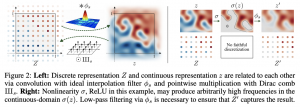 * ϕₛ
⊙ Шₛ
Z
z
z
σ(z)
No faithful
discretization
Z
Z'
Figure 2: Left: Discrete representation Z and continuous representation z are related to each other
via convolution with ideal interpolation filter ϕₛ and pointwise multiplication with Dirac comb
Шₛ. Right: Nonlinearity σ, ReLU in this example, may produce arbitrarily high frequencies in the
continuous-domain σ(z). Low-pass filtering via ϕₛ is necessary to ensure that Z' captures the result.